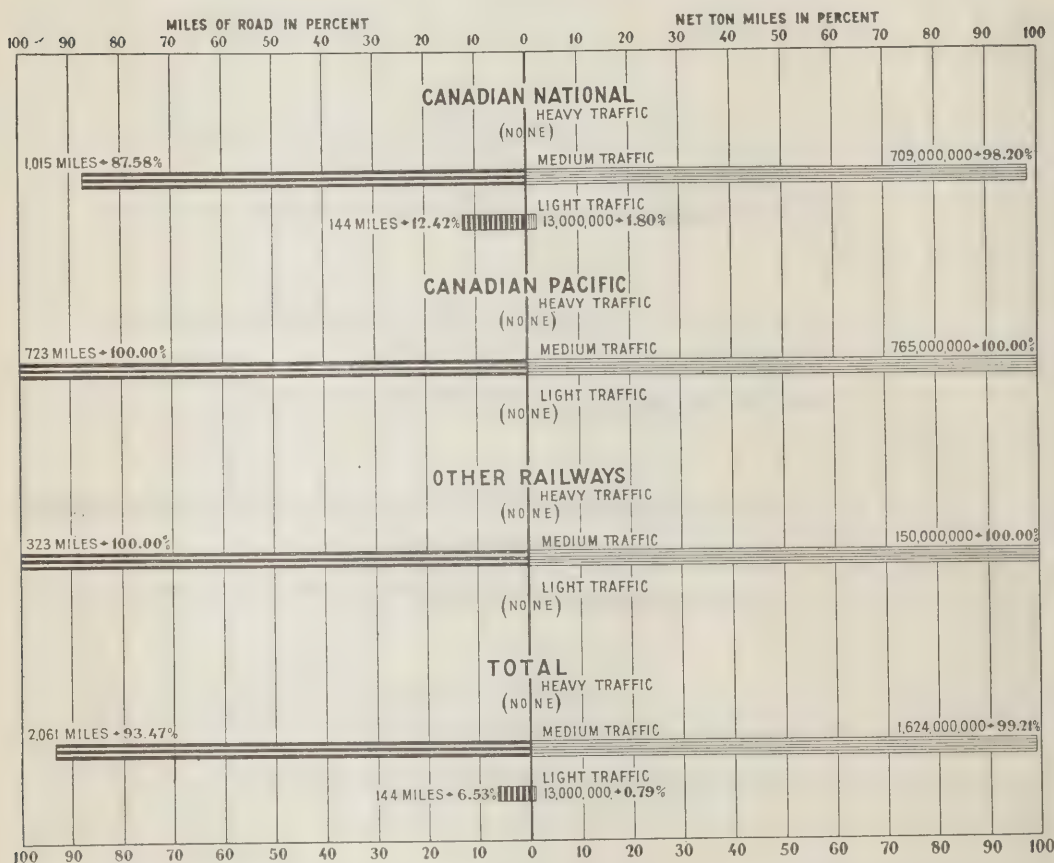 MILES OF ROAD IN PERCENT NET TON MILES IN PERCENT
100 90 80 70 60 50 40 30 20 10 0 10 20 30 40 50 60 70 80 90 100
CANADIAN NATIONAL
HEAVY TRAFFIC
(NONE)
1,015 MILES - 87.58% MEDIUM TRAFFIC 709,000,000 - 98.20%
LIGHT TRAFFIC
144 MILES - 12.42% 13,000,000 - 1.80%
CANADIAN PACIFIC
HEAVY TRAFFIC
(NONE)
723 MILES - 100.00% MEDIUM TRAFFIC 765,000,000 - 100.00%
LIGHT TRAFFIC
(NONE)
OTHER RAILWAYS
HEAVY TRAFFIC
(NONE)
323 MILES - 100.00% MEDIUM TRAFFIC 150,000,000 - 100.00%
LIGHT TRAFFIC
(NONE)
TOTAL
HEAVY TRAFFIC
(NONE)
2,061 MILES - 93.47% MEDIUM TRAFFIC 1,624,000,000 - 99.21%
LIGHT TRAFFIC
144 MILES - 6.53% 13,000,000 - 0.79%
100 90 80 70 60 50 40 30 20 10 0 10 20 30 40 50 60 70 80 90 100